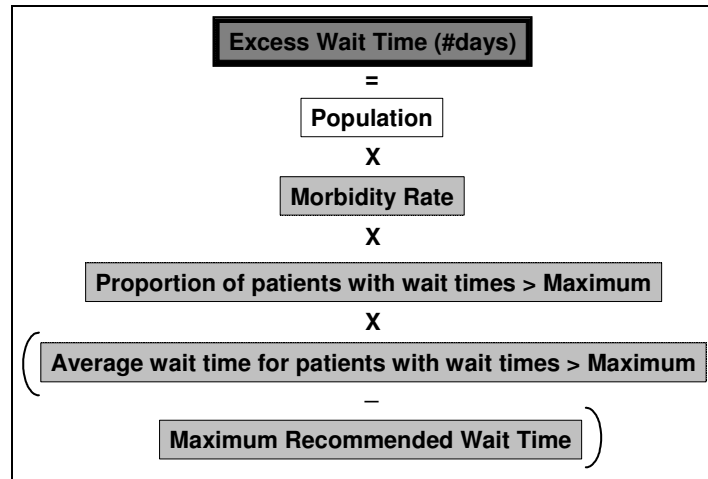 Excess Wait Time (#days)
=
Population
X
Morbidity Rate
X
Proportion of patients with wait times > Maximum
X
(Average wait time for patients with wait times > Maximum
–
Maximum Recommended Wait Time)